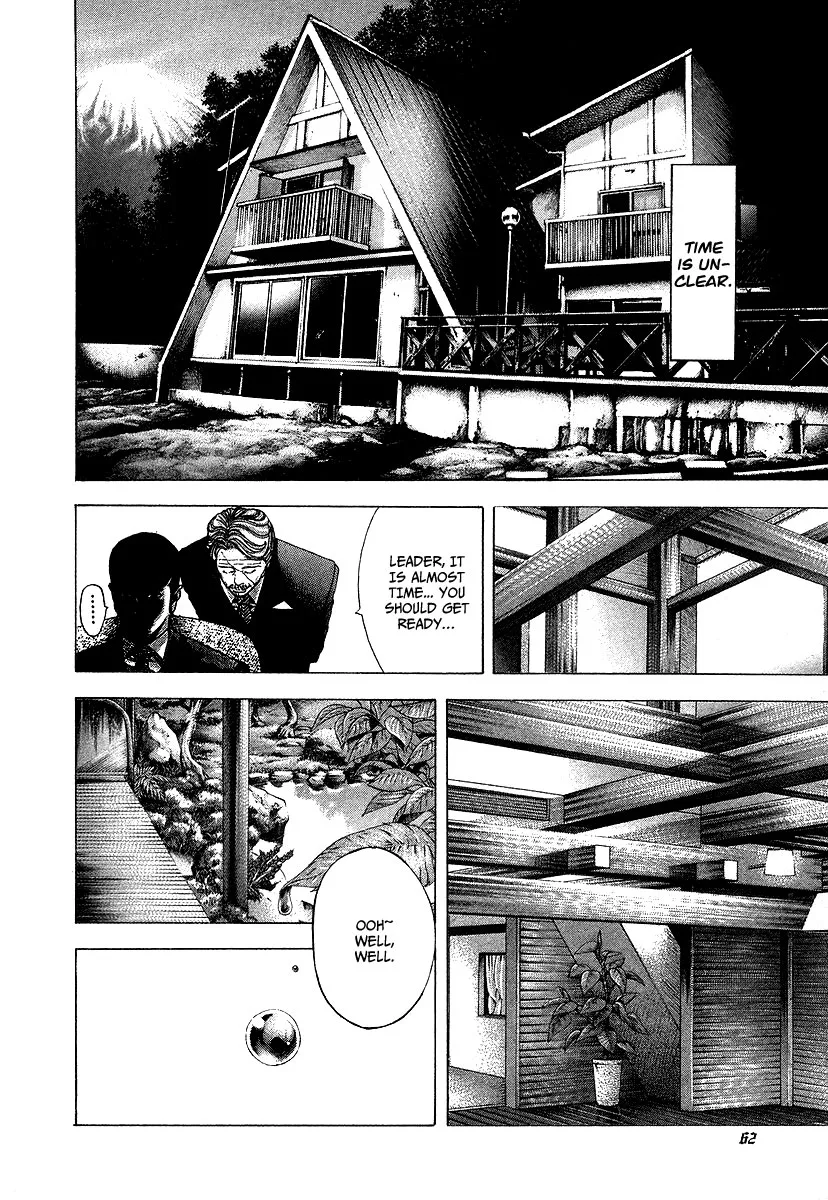 TIME
IS UN-
CLEAR.
LEADER, IT
IS ALMOST
TIME... YOU
SHOULD GET
READY...
......
OOH~
WELL,
WELL.
62